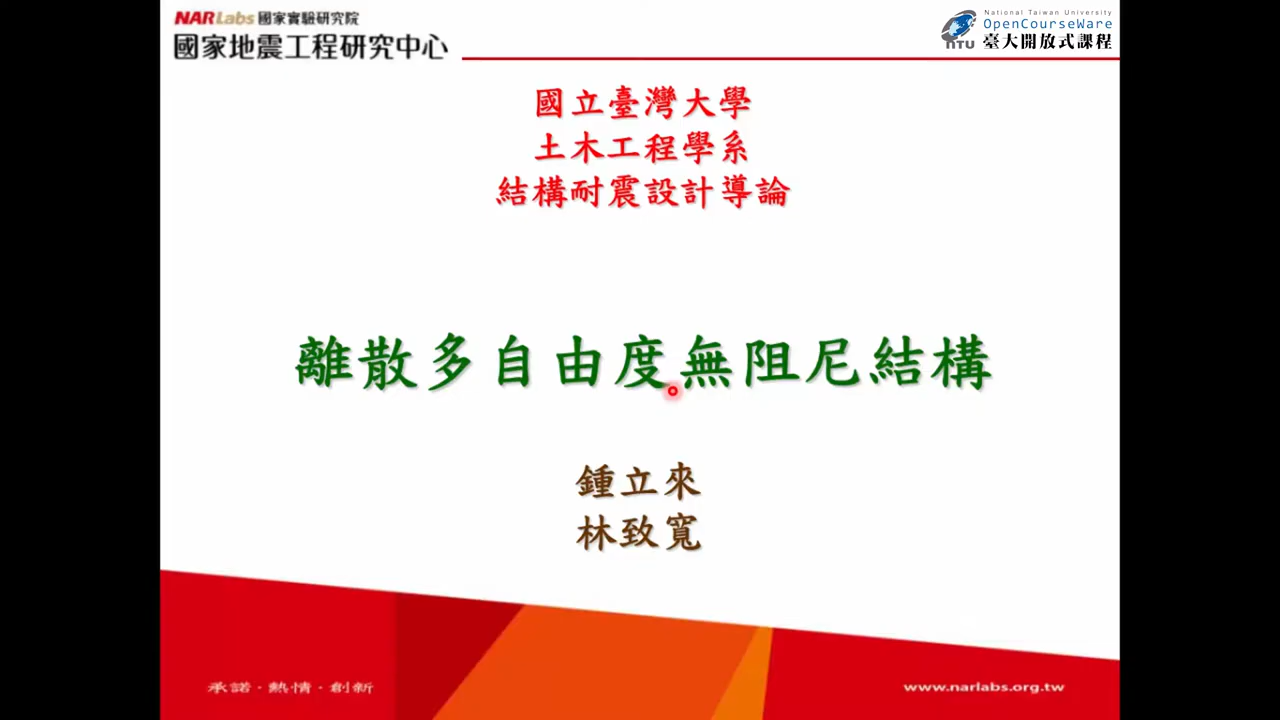 NARLabs 國家實驗研究院
國家地震工程研究中心
National Taiwan University
OpenCourseWare
NTU 臺大開放式課程
國立臺灣大學
土木工程學系
結構耐震設計導論
離散多自由度無阻尼結構
鍾立來
林致寬
承諾·熱情·創新
www.narlabs.org.tw